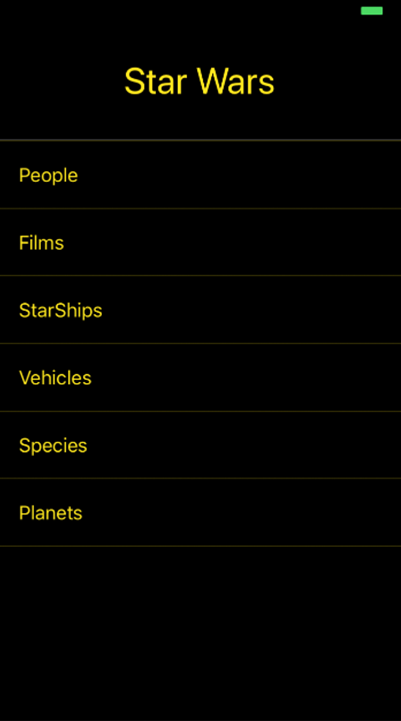 Star Wars
People
Films
StarShips
Vehicles
Species
Planets